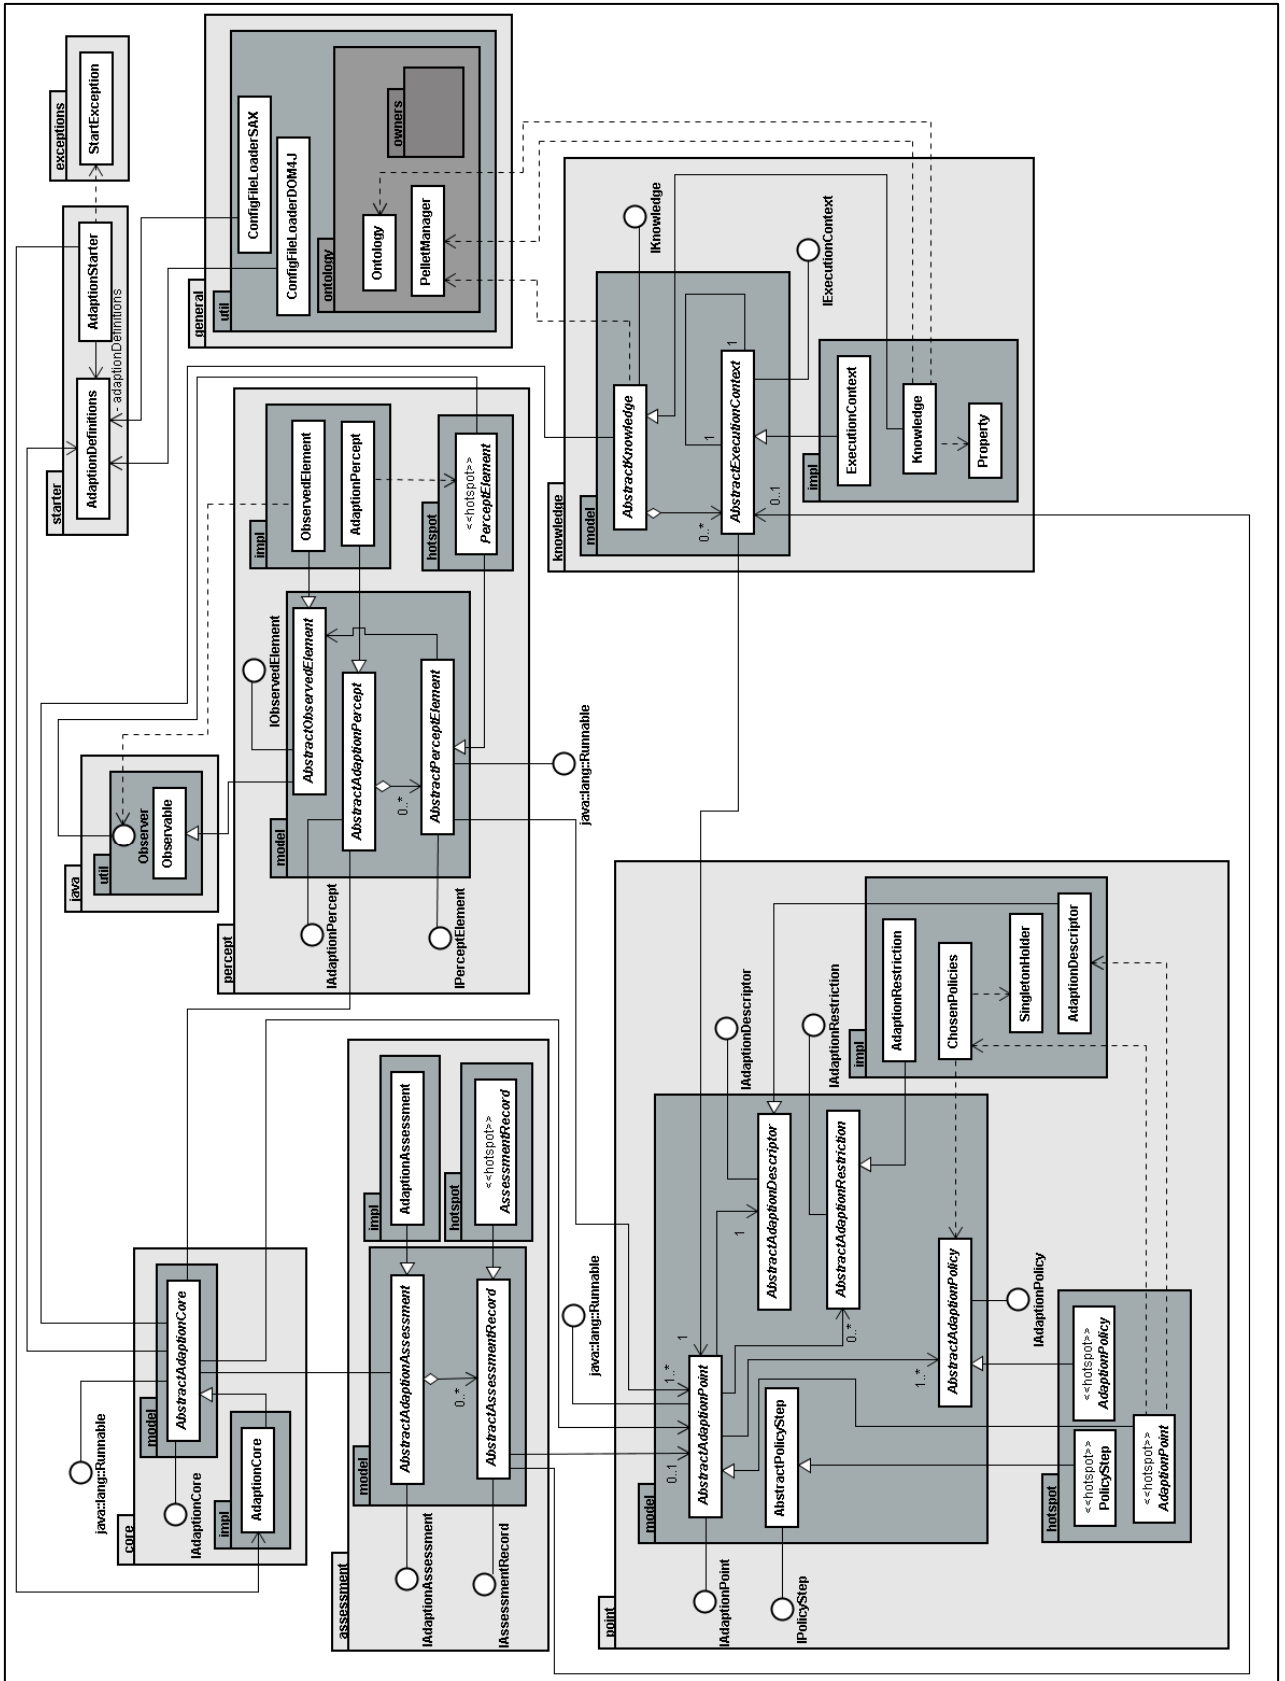 java::lang::Runnable
core
model
AbstractAdaptionCore
IAdaptionCore
impl
AdaptionCore
assessment
model
AbstractAdaptionAssessment
IAdaptionAssessment
0..*
AbstractAssessmentRecord
IAssessmentRecord
impl
AdaptionAssessment
hotspot
<<hotspot>>
AssessmentRecord
java
util
Observer
Observable
percept
model
IAdaptionPercept
IPerceptElement
IObservedElement
AbstractObservedElement
AbstractAdaptionPercept
0..*
AbstractPerceptElement
java::lang::Runnable
impl
ObservedElement
AdaptionPercept
hotspot
<<hotspot>>
PerceptElement
starter
AdaptionDefinitions
- adaptionDefinitions
AdaptionStarter
exceptions
StartException
general
util
ConfigFileLoaderSAX
ConfigFileLoaderDOM4J
ontology
Ontology
PelletManager
owners
knowledge
model
AbstractKnowledge
IKnowledge
0..*
AbstractExecutionContext
1
1
0..1
IExecutionContext
impl
ExecutionContext
Knowledge
Property
point
model
java::lang::Runnable
IAdaptionPoint
IPolicyStep
AbstractAdaptionPoint
0..1
1..*
1
AbstractPolicyStep
1
AbstractAdaptionDescriptor
IAdaptionDescriptor
0..*
AbstractAdaptionRestriction
IAdaptionRestriction
1..*
AbstractAdaptionPolicy
IAdaptionPolicy
impl
AdaptionRestriction
ChosenPolicies
SingletonHolder
AdaptionDescriptor
hotspot
<<hotspot>>
PolicyStep
<<hotspot>>
AdaptionPolicy
<<hotspot>>
AdaptionPoint